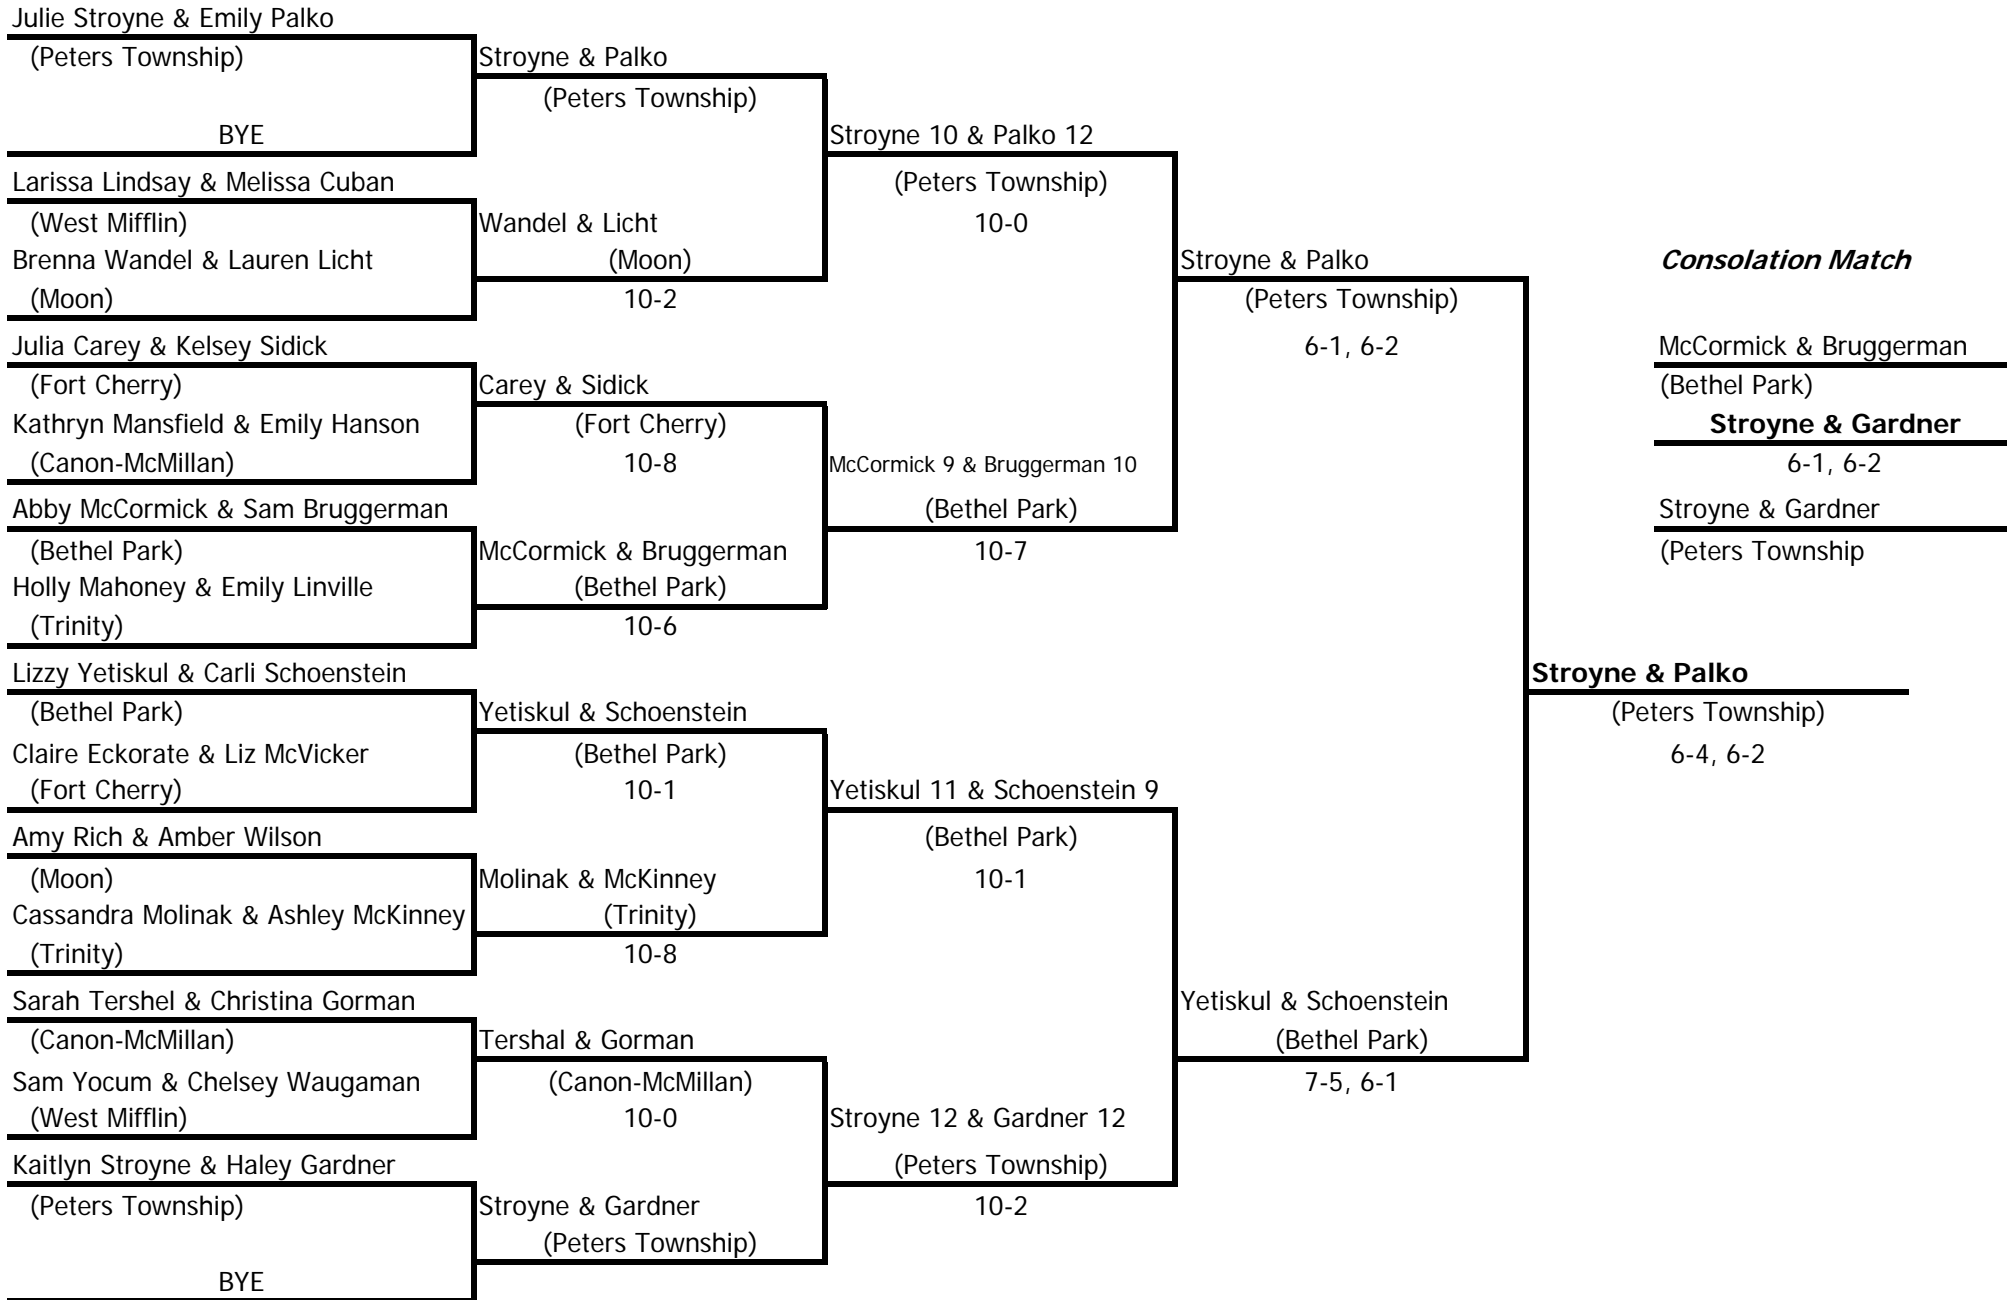 Julie Stroyne & Emily Palko
(Peters Township)
BYE
Larissa Lindsay & Melissa Cuban
(West Mifflin)
Brenna Wandel & Lauren Licht
(Moon)
Julia Carey & Kelsey Sidick
(Fort Cherry)
Kathryn Mansfield & Emily Hanson
(Canon-McMillan)
Abby McCormick & Sam Bruggerman
(Bethel Park)
Holly Mahoney & Emily Linville
(Trinity)
Lizzy Yetiskul & Carli Schoenstein
(Bethel Park)
Claire Eckorate & Liz McVicker
(Fort Cherry)
Amy Rich & Amber Wilson
(Moon)
Cassandra Molinak & Ashley McKinney
(Trinity)
Sarah Tershel & Christina Gorman
(Canon-McMillan)
Sam Yocum & Chelsey Waugaman
(West Mifflin)
Kaitlyn Stroyne & Haley Gardner
(Peters Township)
BYE
Stroyne & Palko
(Peters Township)
Wandel & Licht
(Moon)
10-2
Carey & Sidick
(Fort Cherry)
10-8
McCormick & Bruggerman
(Bethel Park)
10-6
Yetiskul & Schoenstein
(Bethel Park)
10-1
Molinak & McKinney
(Trinity)
10-8
Tershal & Gorman
(Canon-McMillan)
10-0
Stroyne & Gardner
(Peters Township)
Stroyne 10 & Palko 12
(Peters Township)
10-0
McCormick 9 & Bruggerman 10
(Bethel Park)
10-7
Yetiskul 11 & Schoenstein 9
(Bethel Park)
10-1
Stroyne 12 & Gardner 12
(Peters Township)
10-2
Stroyne & Palko
(Peters Township)
6-1, 6-2
Yetiskul & Schoenstein
(Bethel Park)
7-5, 6-1
Stroyne & Palko
(Peters Township)
6-4, 6-2
Consolation Match
McCormick & Bruggerman
(Bethel Park)
Stroyne & Gardner
6-1, 6-2
Stroyne & Gardner
(Peters Township